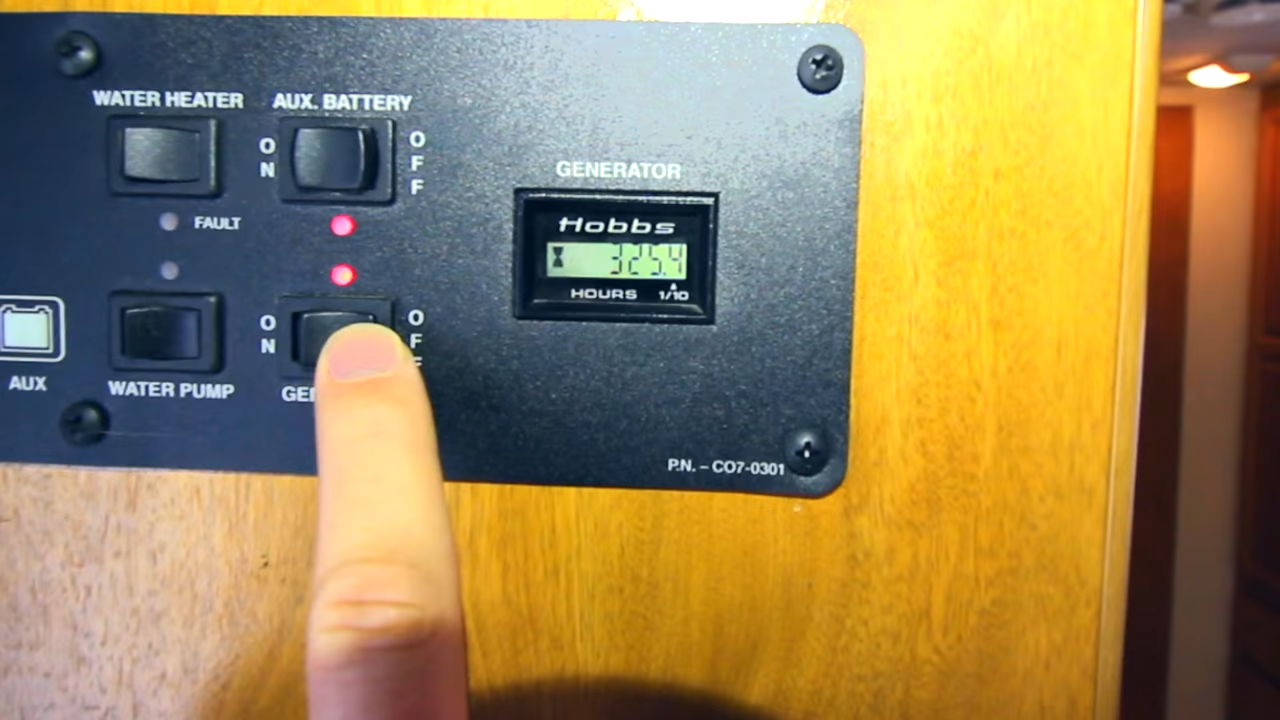 WATER HEATER
AUX. BATTERY
ON
OFF
FAULT
GENERATOR
Hobbs
325.4
HOURS 1/10
ON
OFF
AUX
WATER PUMP
P.N. – CO7-0301